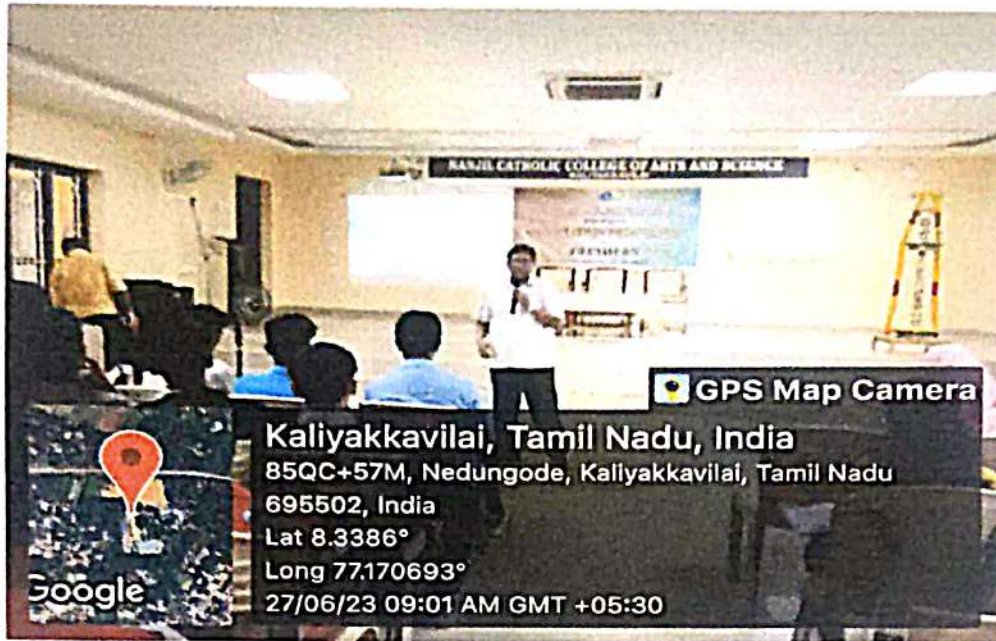 NANJIL CATHOLIC COLLEGE OF ARTS AND SCIENCE
FRESHERS
GPS Map Camera
Kaliyakkavilai, Tamil Nadu, India
85QC+57M, Nedungode, Kaliyakkavilai, Tamil Nadu
695502, India
Lat 8.3386°
Long 77.170693°
27/06/23 09:01 AM GMT +05:30
Google